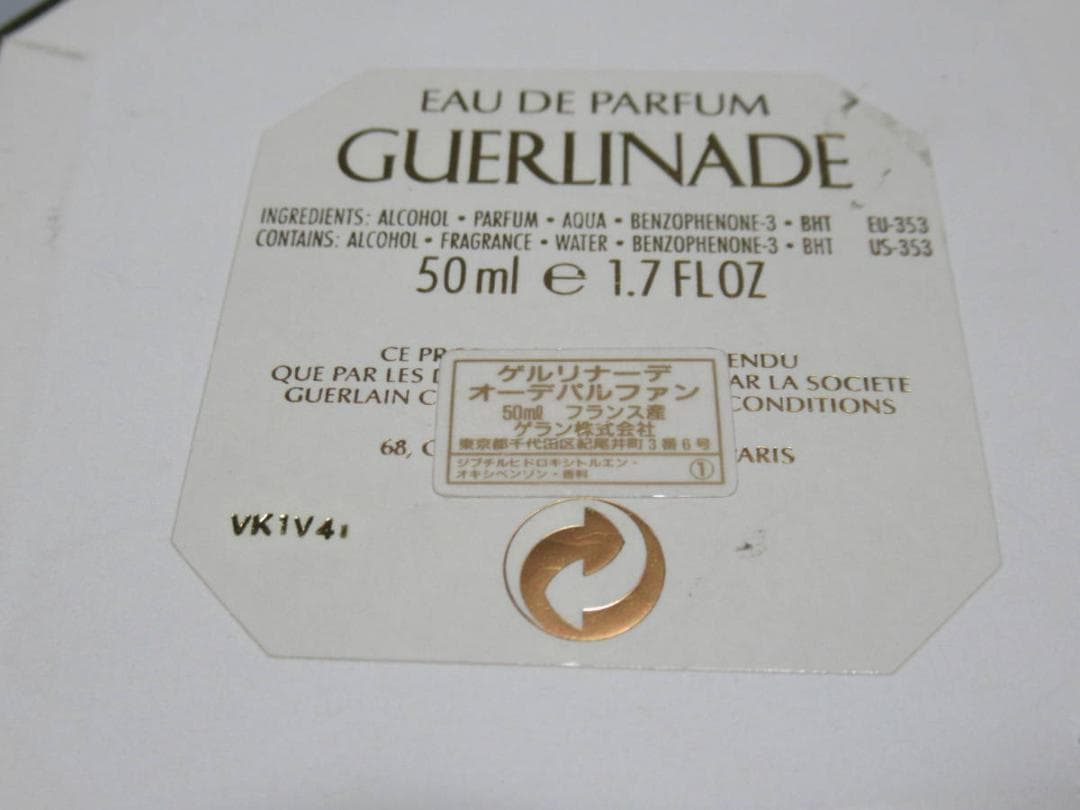 EAU DE PARFUM
GUERLINADE
INGREDIENTS: ALCOHOL • PARFUM • AQUA • BENZOPHENONE-3 • BHT EU-353
CONTAINS: ALCOHOL • FRAGRANCE • WATER • BENZOPHENONE-3 • BHT US-353
50 ml e 1.7 FL OZ
CE ENDU
QUE PAR LES AR LA SOCIETE
GUERLAIN CONDITIONS
68, ARIS
ゲルリナーデ
オーデパルファン
50ml フランス産
ゲラン株式会社
東京都千代田区紀尾井町3番6号
ジブチルヒドロキシトルエン・
オキシベンゾン・香料 ①
VK1V4